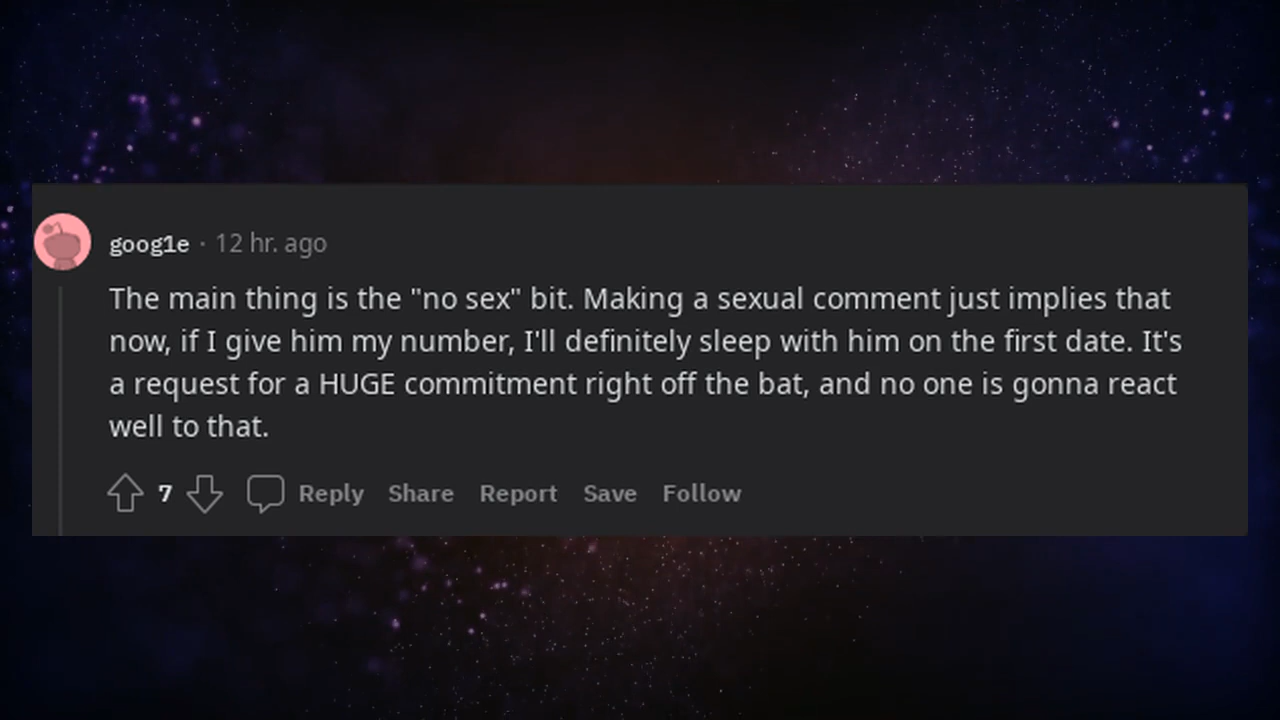 goog1e · 12 hr. ago
The main thing is the "no sex" bit. Making a sexual comment just implies that
now, if I give him my number, I'll definitely sleep with him on the first date. It's
a request for a HUGE commitment right off the bat, and no one is gonna react
well to that.
7 Reply Share Report Save Follow